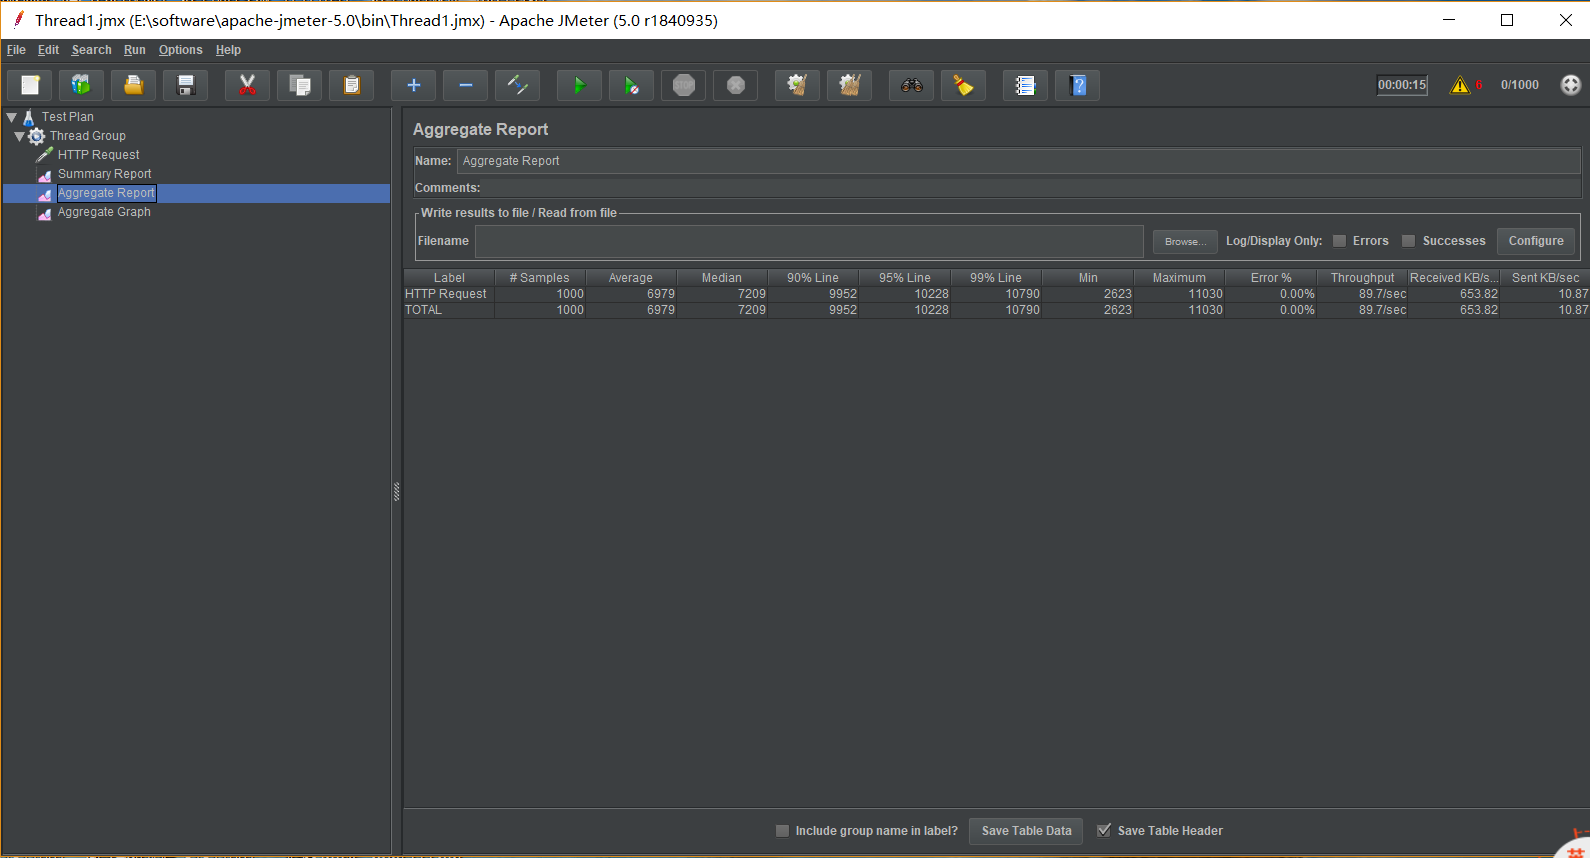 Thread1.jmx (E:\software\apache-jmeter-5.0\bin\Thread1.jmx) - Apache JMeter (5.0 r1840935)
File Edit Search Run Options Help
STOP 00:00:15 6 0/1000
Test Plan
Thread Group
HTTP Request
Summary Report
Aggregate Report
Aggregate Graph
Aggregate Report
Name: Aggregate Report
Comments:
Write results to file / Read from file
Filename Browse... Log/Display Only: Errors Successes Configure
Label # Samples Average Median 90% Line 95% Line 99% Line Min Maximum Error % Throughput Received KB/s... Sent KB/sec
HTTP Request 1000 6979 7209 9952 10228 10790 2623 11030 0.00% 89.7/sec 653.82 10.87
TOTAL 1000 6979 7209 9952 10228 10790 2623 11030 0.00% 89.7/sec 653.82 10.87
Include group name in label? Save Table Data Save Table Header